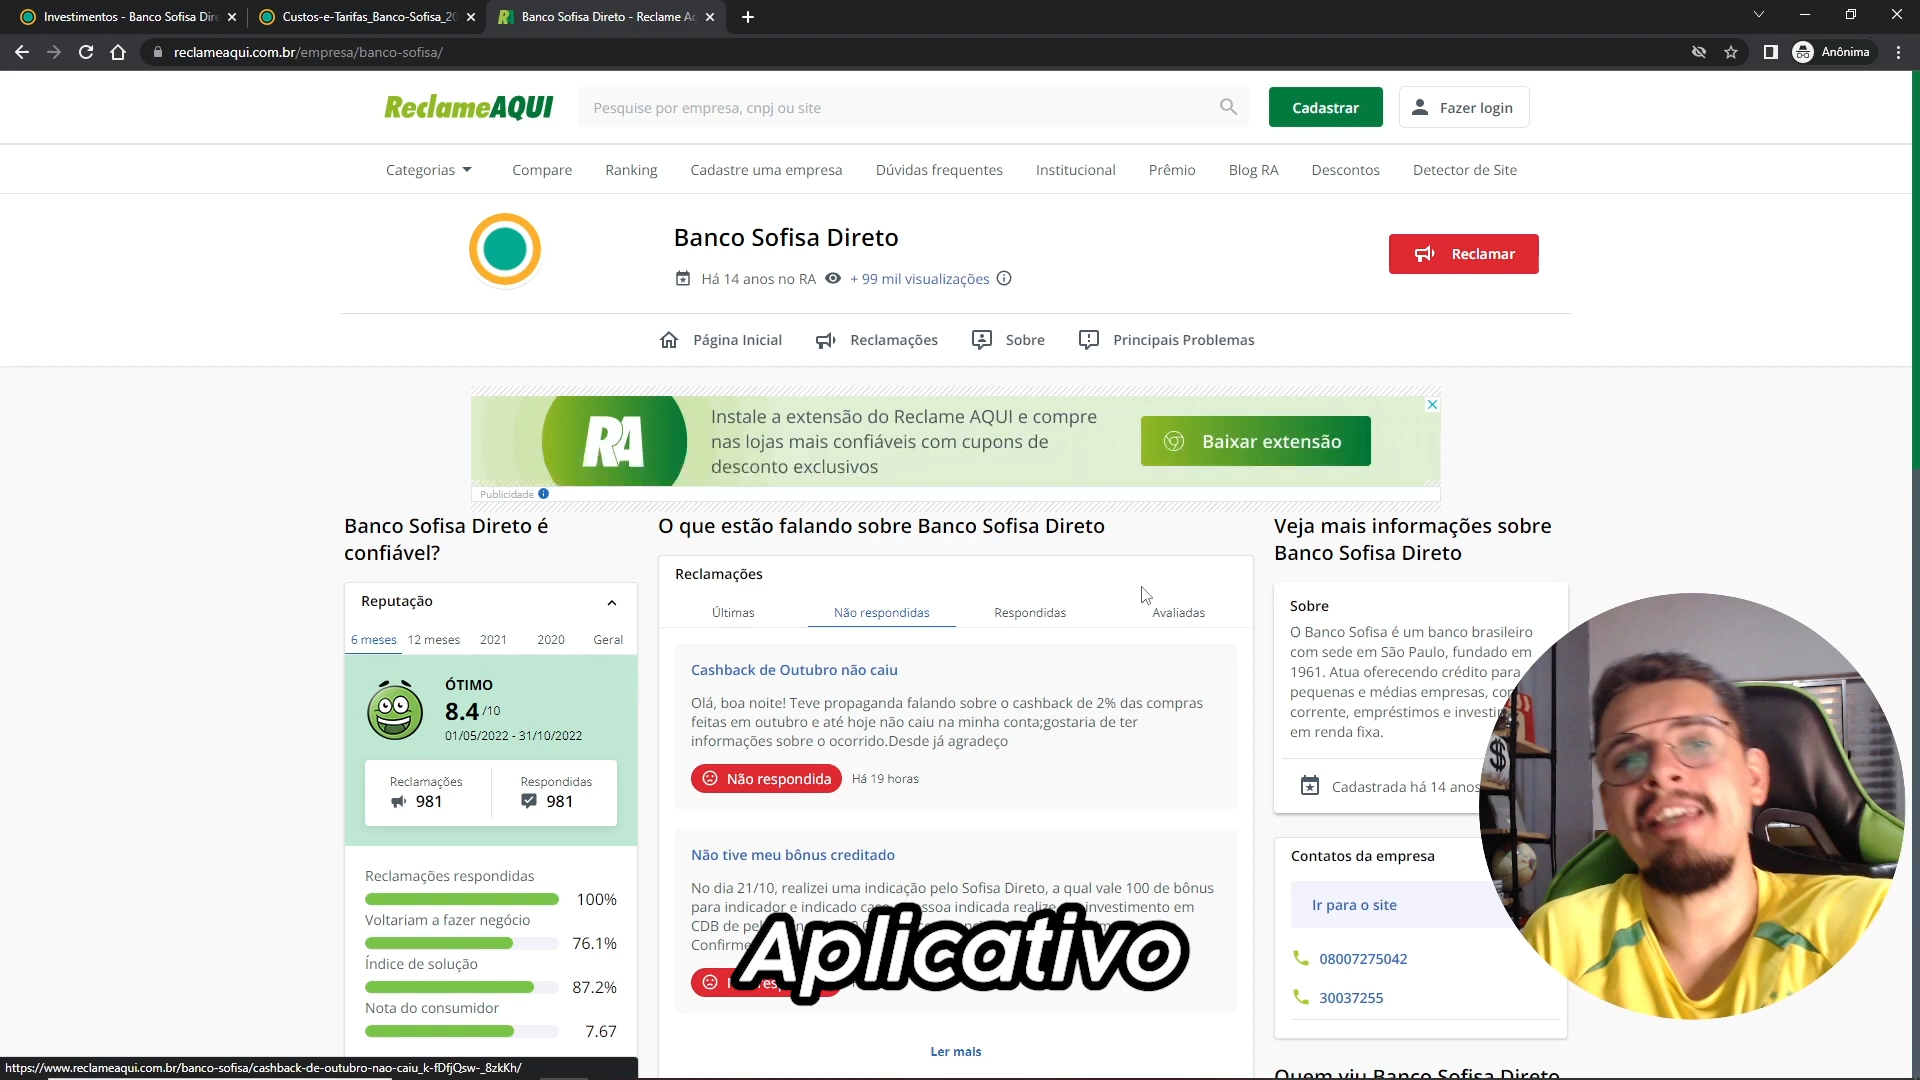 Investimentos - Banco Sofisa Dire
Custos-e-Tarifas_Banco-Sofisa_20
Banco Sofisa Direto - Reclame Aq
reclameaqui.com.br/empresa/banco-sofisa/
Anônima
ReclameAQUI
Pesquise por empresa, cnpj ou site
Cadastrar
Fazer login
Categorias
Compare
Ranking
Cadastre uma empresa
Dúvidas frequentes
Institucional
Prêmio
Blog RA
Descontos
Detector de Site
Banco Sofisa Direto
Há 14 anos no RA
+ 99 mil visualizações
Reclamar
Página Inicial
Reclamações
Sobre
Principais Problemas
RA
Instale a extensão do Reclame AQUI e compre
nas lojas mais confiáveis com cupons de
desconto exclusivos
Baixar extensão
Publicidade
Banco Sofisa Direto é
confiável?
Reputação
6 meses
12 meses
2021
2020
Geral
ÓTIMO
8.4 /10
01/05/2022 - 31/10/2022
Reclamações
981
Respondidas
981
Reclamações respondidas
100%
Voltariam a fazer negócio
76.1%
Índice de solução
87.2%
Nota do consumidor
7.67
O que estão falando sobre Banco Sofisa Direto
Reclamações
Últimas
Não respondidas
Respondidas
Avaliadas
Cashback de Outubro não caiu
Olá, boa noite! Teve propaganda falando sobre o cashback de 2% das compras
feitas em outubro e até hoje não caiu na minha conta;gostaria de ter
informações sobre o ocorrido.Desde já agradeço
Não respondida
Há 19 horas
Não tive meu bônus creditado
No dia 21/10, realizei uma indicação pelo Sofisa Direto, a qual vale 100 de bônus
para indicador e indicado investimento em
CDB de
Aplicativo
Ler mais
Veja mais informações sobre
Banco Sofisa Direto
Sobre
O Banco Sofisa é um banco brasileiro
com sede em São Paulo, fundado em
1961. Atua oferecendo crédito para
pequenas e médias empresas,
corrente, empréstimos e
em renda fixa.
Cadastrada há 14 anos
Contatos da empresa
Ir para o site
08007275042
30037255
Quem viu Banco Sofisa Direto
https://www.reclameaqui.com.br/banco-sofisa/cashback-de-outubro-nao-caiu_k-fDfjQsw-_8zkKh/